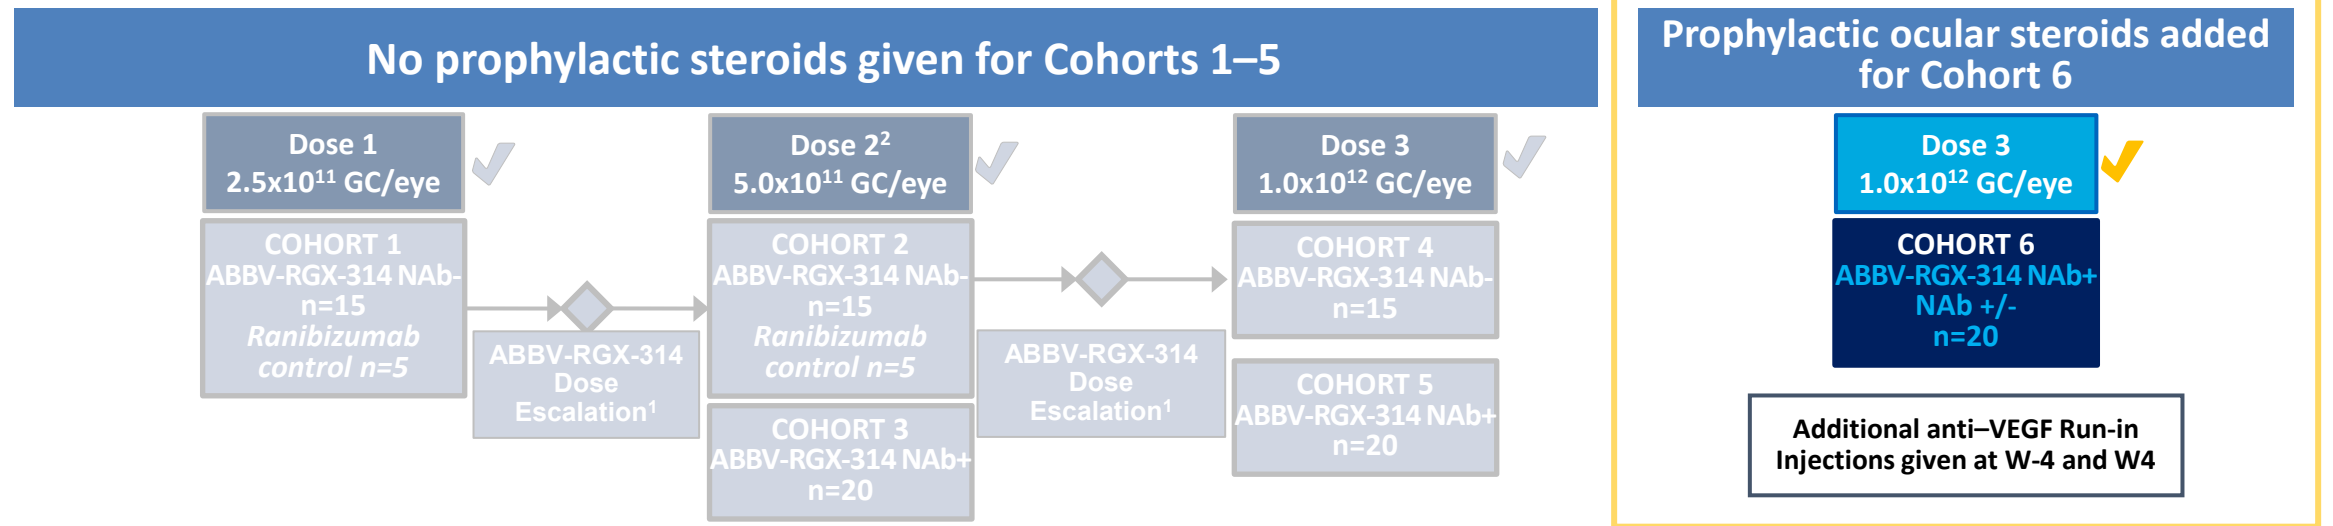 No prophylactic steroids given for Cohorts 1–5
Dose 1
2.5x10¹¹ GC/eye
COHORT 1
ABBV-RGX-314 NAb-
n=15
Ranibizumab
control n=5
ABBV-RGX-314
Dose
Escalation¹
Dose 2²
5.0x10¹¹ GC/eye
COHORT 2
ABBV-RGX-314 NAb-
n=15
Ranibizumab
control n=5
COHORT 3
ABBV-RGX-314 NAb+
n=20
ABBV-RGX-314
Dose
Escalation¹
Dose 3
1.0x10¹² GC/eye
COHORT 4
ABBV-RGX-314 NAb-
n=15
COHORT 5
ABBV-RGX-314 NAb+
n=20
Prophylactic ocular steroids added
for Cohort 6
Dose 3
1.0x10¹² GC/eye
COHORT 6
ABBV-RGX-314 NAb+
NAb +/-
n=20
Additional anti–VEGF Run-in
Injections given at W-4 and W4